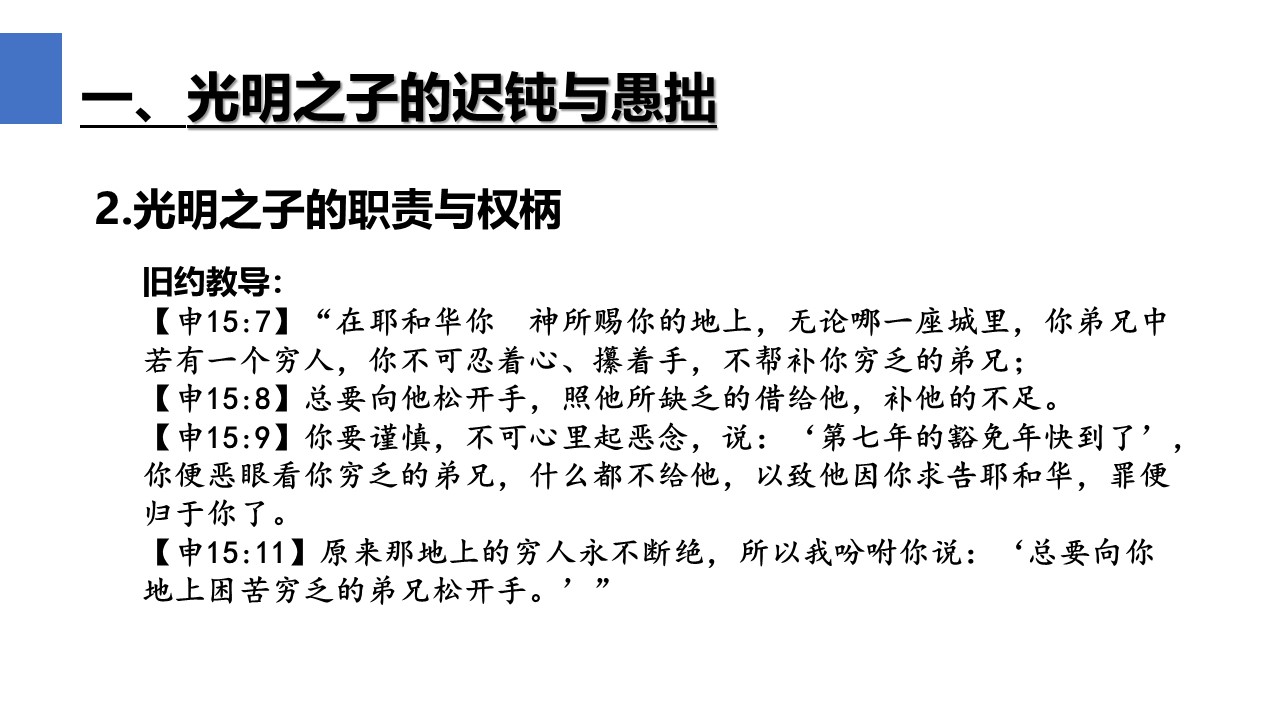 一、光明之子的迟钝与愚拙
2.光明之子的职责与权柄
旧约教导：
【申15:7】“在耶和华你　神所赐你的地上，无论哪一座城里，你弟兄中
若有一个穷人，你不可忍着心、攥着手，不帮补你穷乏的弟兄；
【申15:8】总要向他松开手，照他所缺乏的借给他，补他的不足。
【申15:9】你要谨慎，不可心里起恶念，说：‘第七年的豁免年快到了’，
你便恶眼看你穷乏的弟兄，什么都不给他，以致他因你求告耶和华，罪便
归于你了。
【申15:11】原来那地上的穷人永不断绝，所以我吩咐你说：‘总要向你
地上困苦穷乏的弟兄松开手。’”